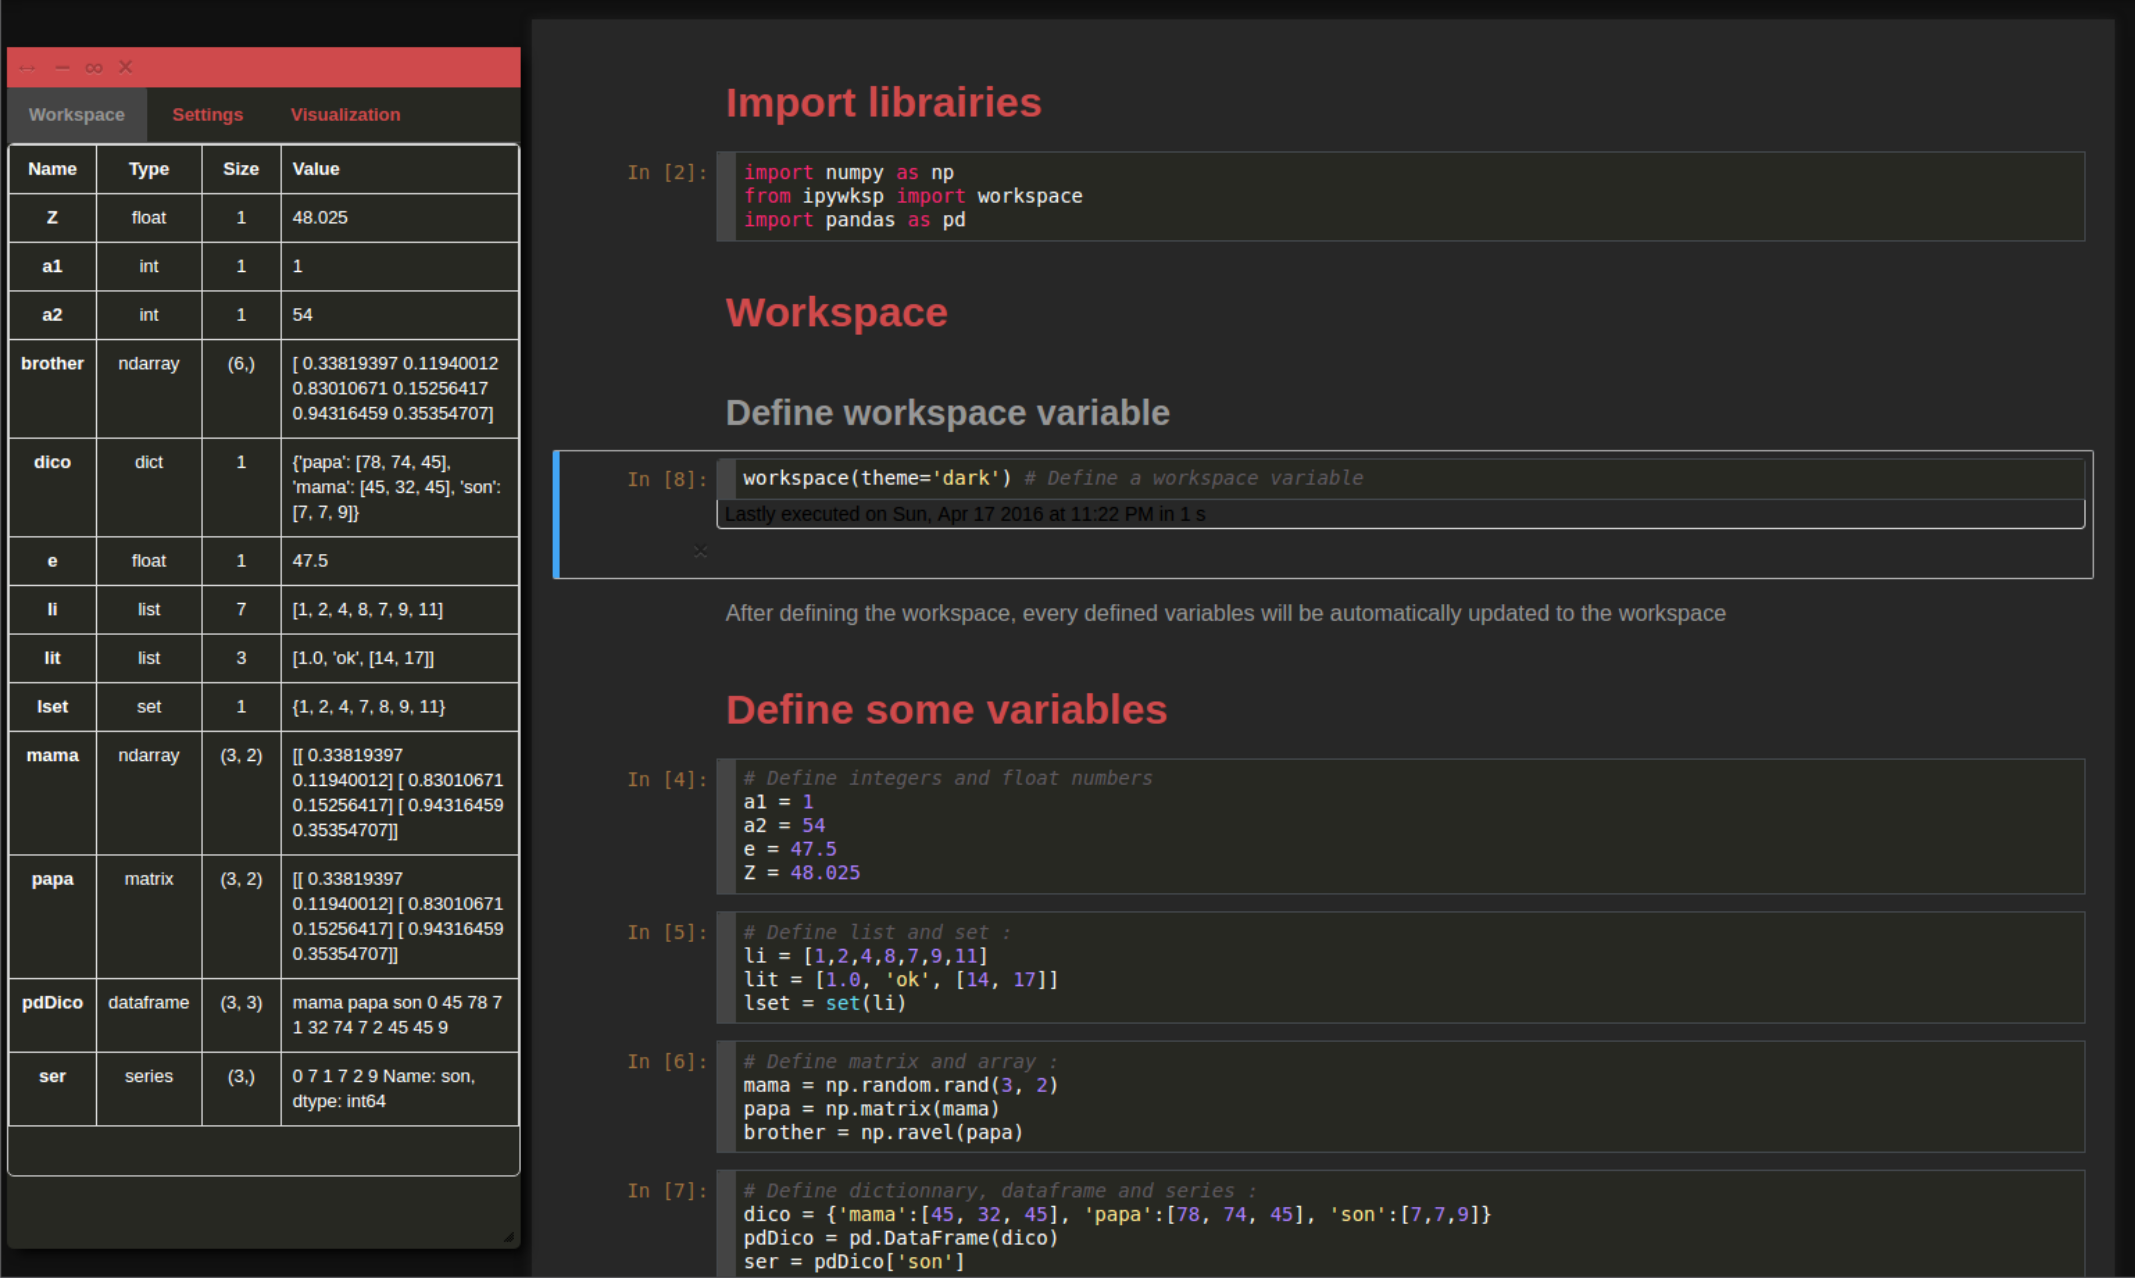 Workspace Settings Visualization
Name Type Size Value
Z float 1 48.025
a1 int 1 1
a2 int 1 54
brother ndarray (6,) [ 0.33819397 0.11940012
0.83010671 0.15256417
0.94316459 0.35354707]
dico dict 1 {'papa': [78, 74, 45],
'mama': [45, 32, 45], 'son':
[7, 7, 9]}
e float 1 47.5
li list 7 [1, 2, 4, 8, 7, 9, 11]
lit list 3 [1.0, 'ok', [14, 17]]
lset set 1 {1, 2, 4, 7, 8, 9, 11}
mama ndarray (3, 2) [[ 0.33819397
0.11940012] [ 0.83010671
0.15256417] [ 0.94316459
0.35354707]]
papa matrix (3, 2) [[ 0.33819397
0.11940012] [ 0.83010671
0.15256417] [ 0.94316459
0.35354707]]
pdDico dataframe (3, 3) mama papa son 0 45 78 7
1 32 74 7 2 45 45 9
ser series (3,) 0 7 1 7 2 9 Name: son,
dtype: int64
Import librairies
In [2]: import numpy as np
from ipywksp import workspace
import pandas as pd
Workspace
Define workspace variable
In [8]: workspace(theme='dark') # Define a workspace variable
Lastly executed on Sun, Apr 17 2016 at 11:22 PM in 1 s
After defining the workspace, every defined variables will be automatically updated to the workspace
Define some variables
In [4]: # Define integers and float numbers
a1 = 1
a2 = 54
e = 47.5
Z = 48.025
In [5]: # Define list and set :
li = [1,2,4,8,7,9,11]
lit = [1.0, 'ok', [14, 17]]
lset = set(li)
In [6]: # Define matrix and array :
mama = np.random.rand(3, 2)
papa = np.matrix(mama)
brother = np.ravel(papa)
In [7]: # Define dictionnary, dataframe and series :
dico = {'mama':[45, 32, 45], 'papa':[78, 74, 45], 'son':[7,7,9]}
pdDico = pd.DataFrame(dico)
ser = pdDico['son']